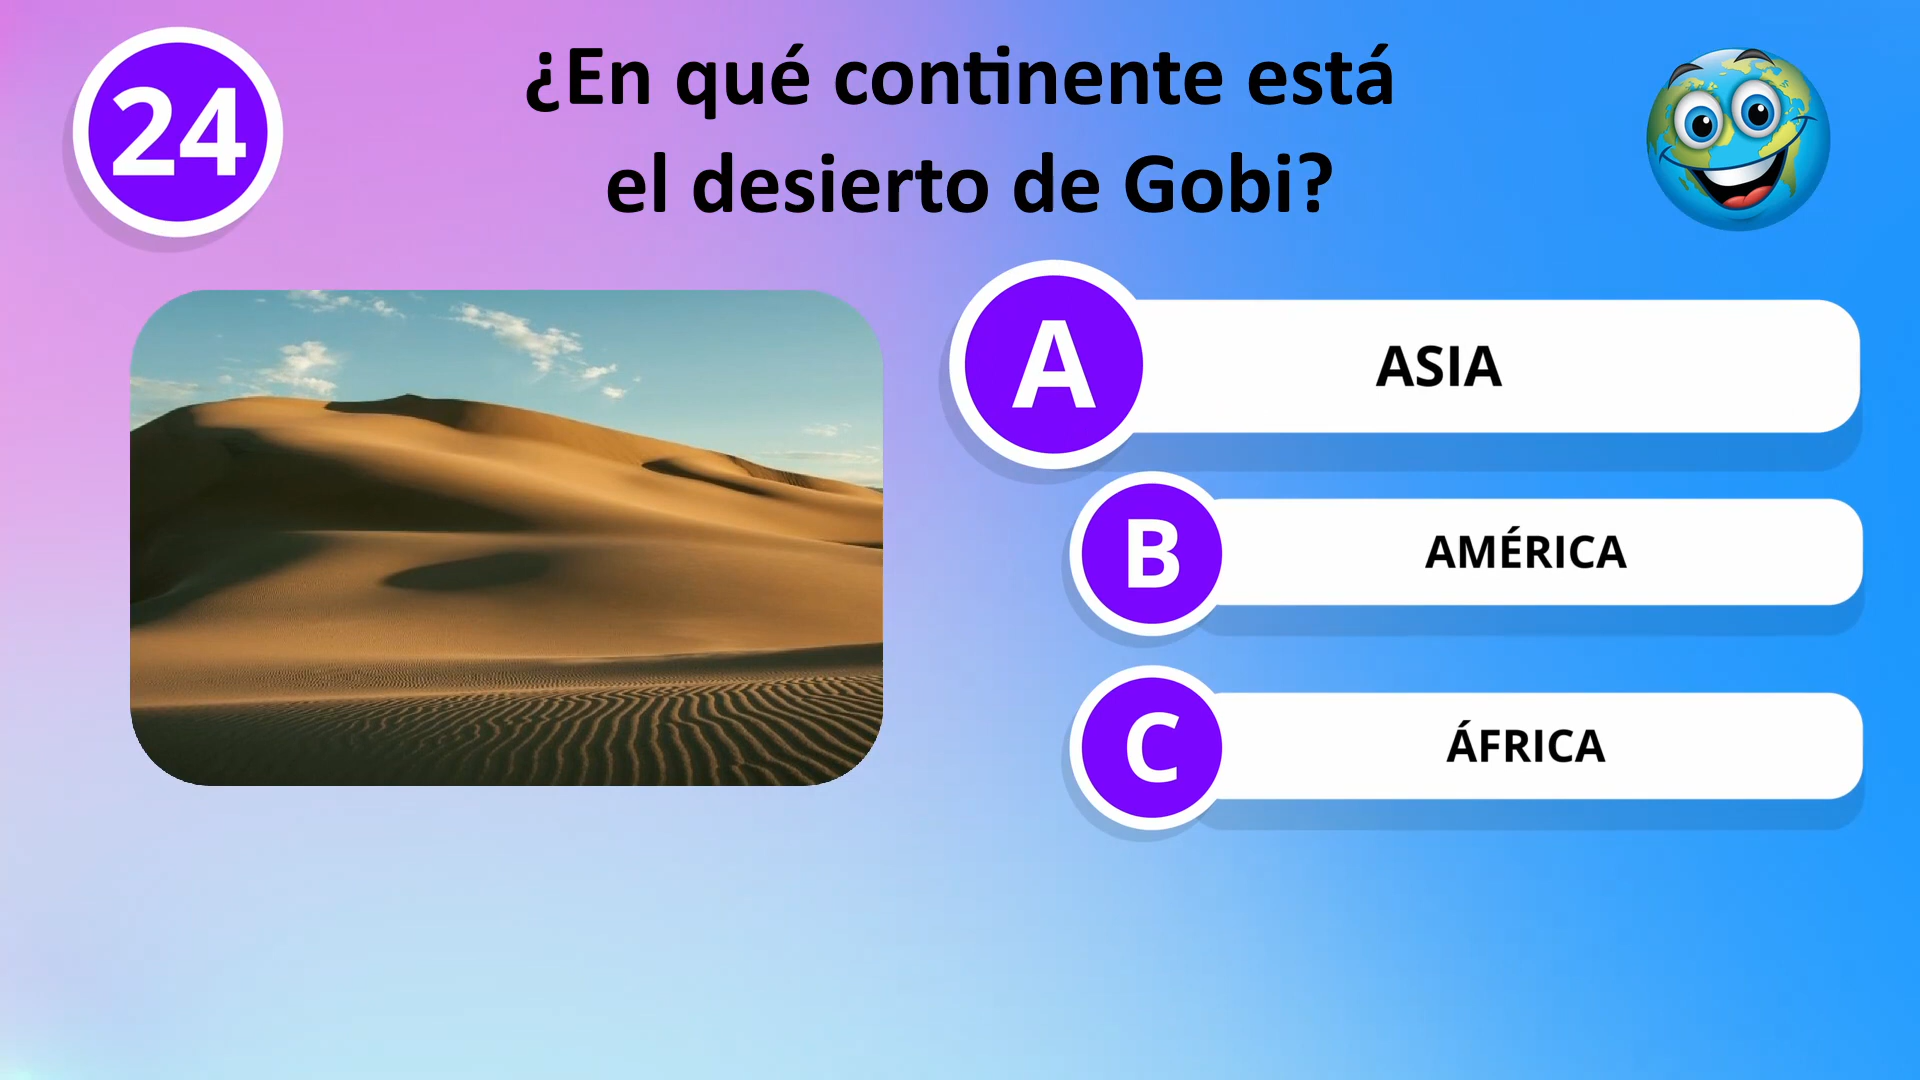 24
¿En qué continente está
el desierto de Gobi?
A
ASIA
B
AMÉRICA
C
ÁFRICA